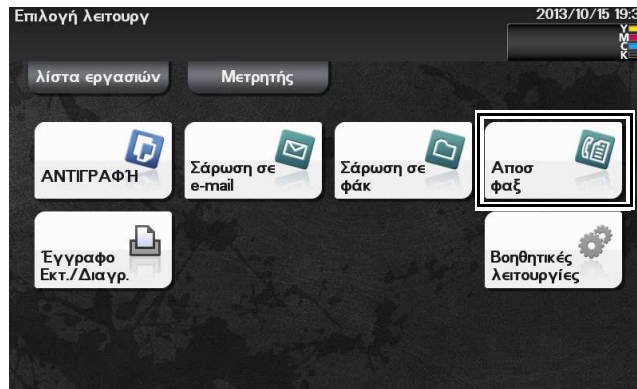 Επιλογή λειτουργ
2013/10/15 19:3
Y
M
C
K
λίστα εργασιών
Μετρητής
ΑΝΤΙΓΡΑΦΉ
Σάρωση σε
e-mail
Σάρωση σε
φάκ
Αποσ
φαξ
Έγγραφο
Εκτ./Διαγρ.
Βοηθητικές
λειτουργίες